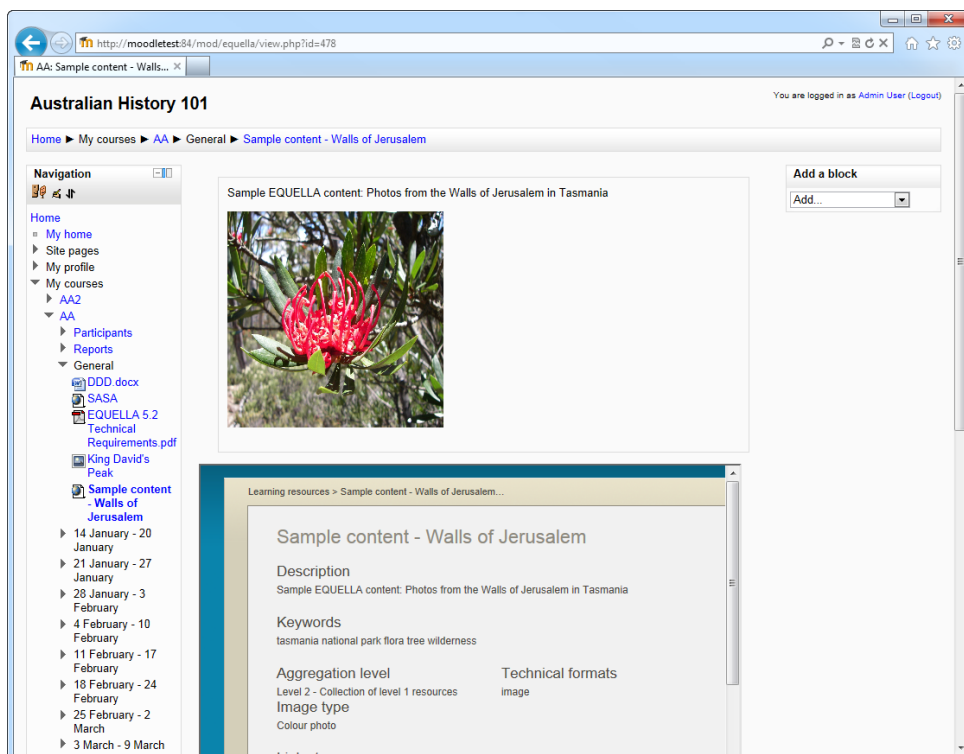 http://moodletest:84/mod/equella/view.php?id=478
AA: Sample content - Walls...
Australian History 101
You are logged in as Admin User (Logout)
Home ► My courses ► AA ► General ► Sample content - Walls of Jerusalem
Navigation
Home
My home
Site pages
My profile
My courses
AA2
AA
Participants
Reports
General
DDD.docx
SASA
EQUELLA 5.2
Technical
Requirements.pdf
King David's
Peak
Sample content
- Walls of
Jerusalem
14 January - 20
January
21 January - 27
January
28 January - 3
February
4 February - 10
February
11 February - 17
February
18 February - 24
February
25 February - 2
March
3 March - 9 March
Sample EQUELLA content: Photos from the Walls of Jerusalem in Tasmania
Learning resources > Sample content - Walls of Jerusalem...
Sample content - Walls of Jerusalem
Description
Sample EQUELLA content: Photos from the Walls of Jerusalem in Tasmania
Keywords
tasmania national park flora tree wilderness
Aggregation level
Level 2 - Collection of level 1 resources
Technical formats
image
Image type
Colour photo
Add a block
Add...